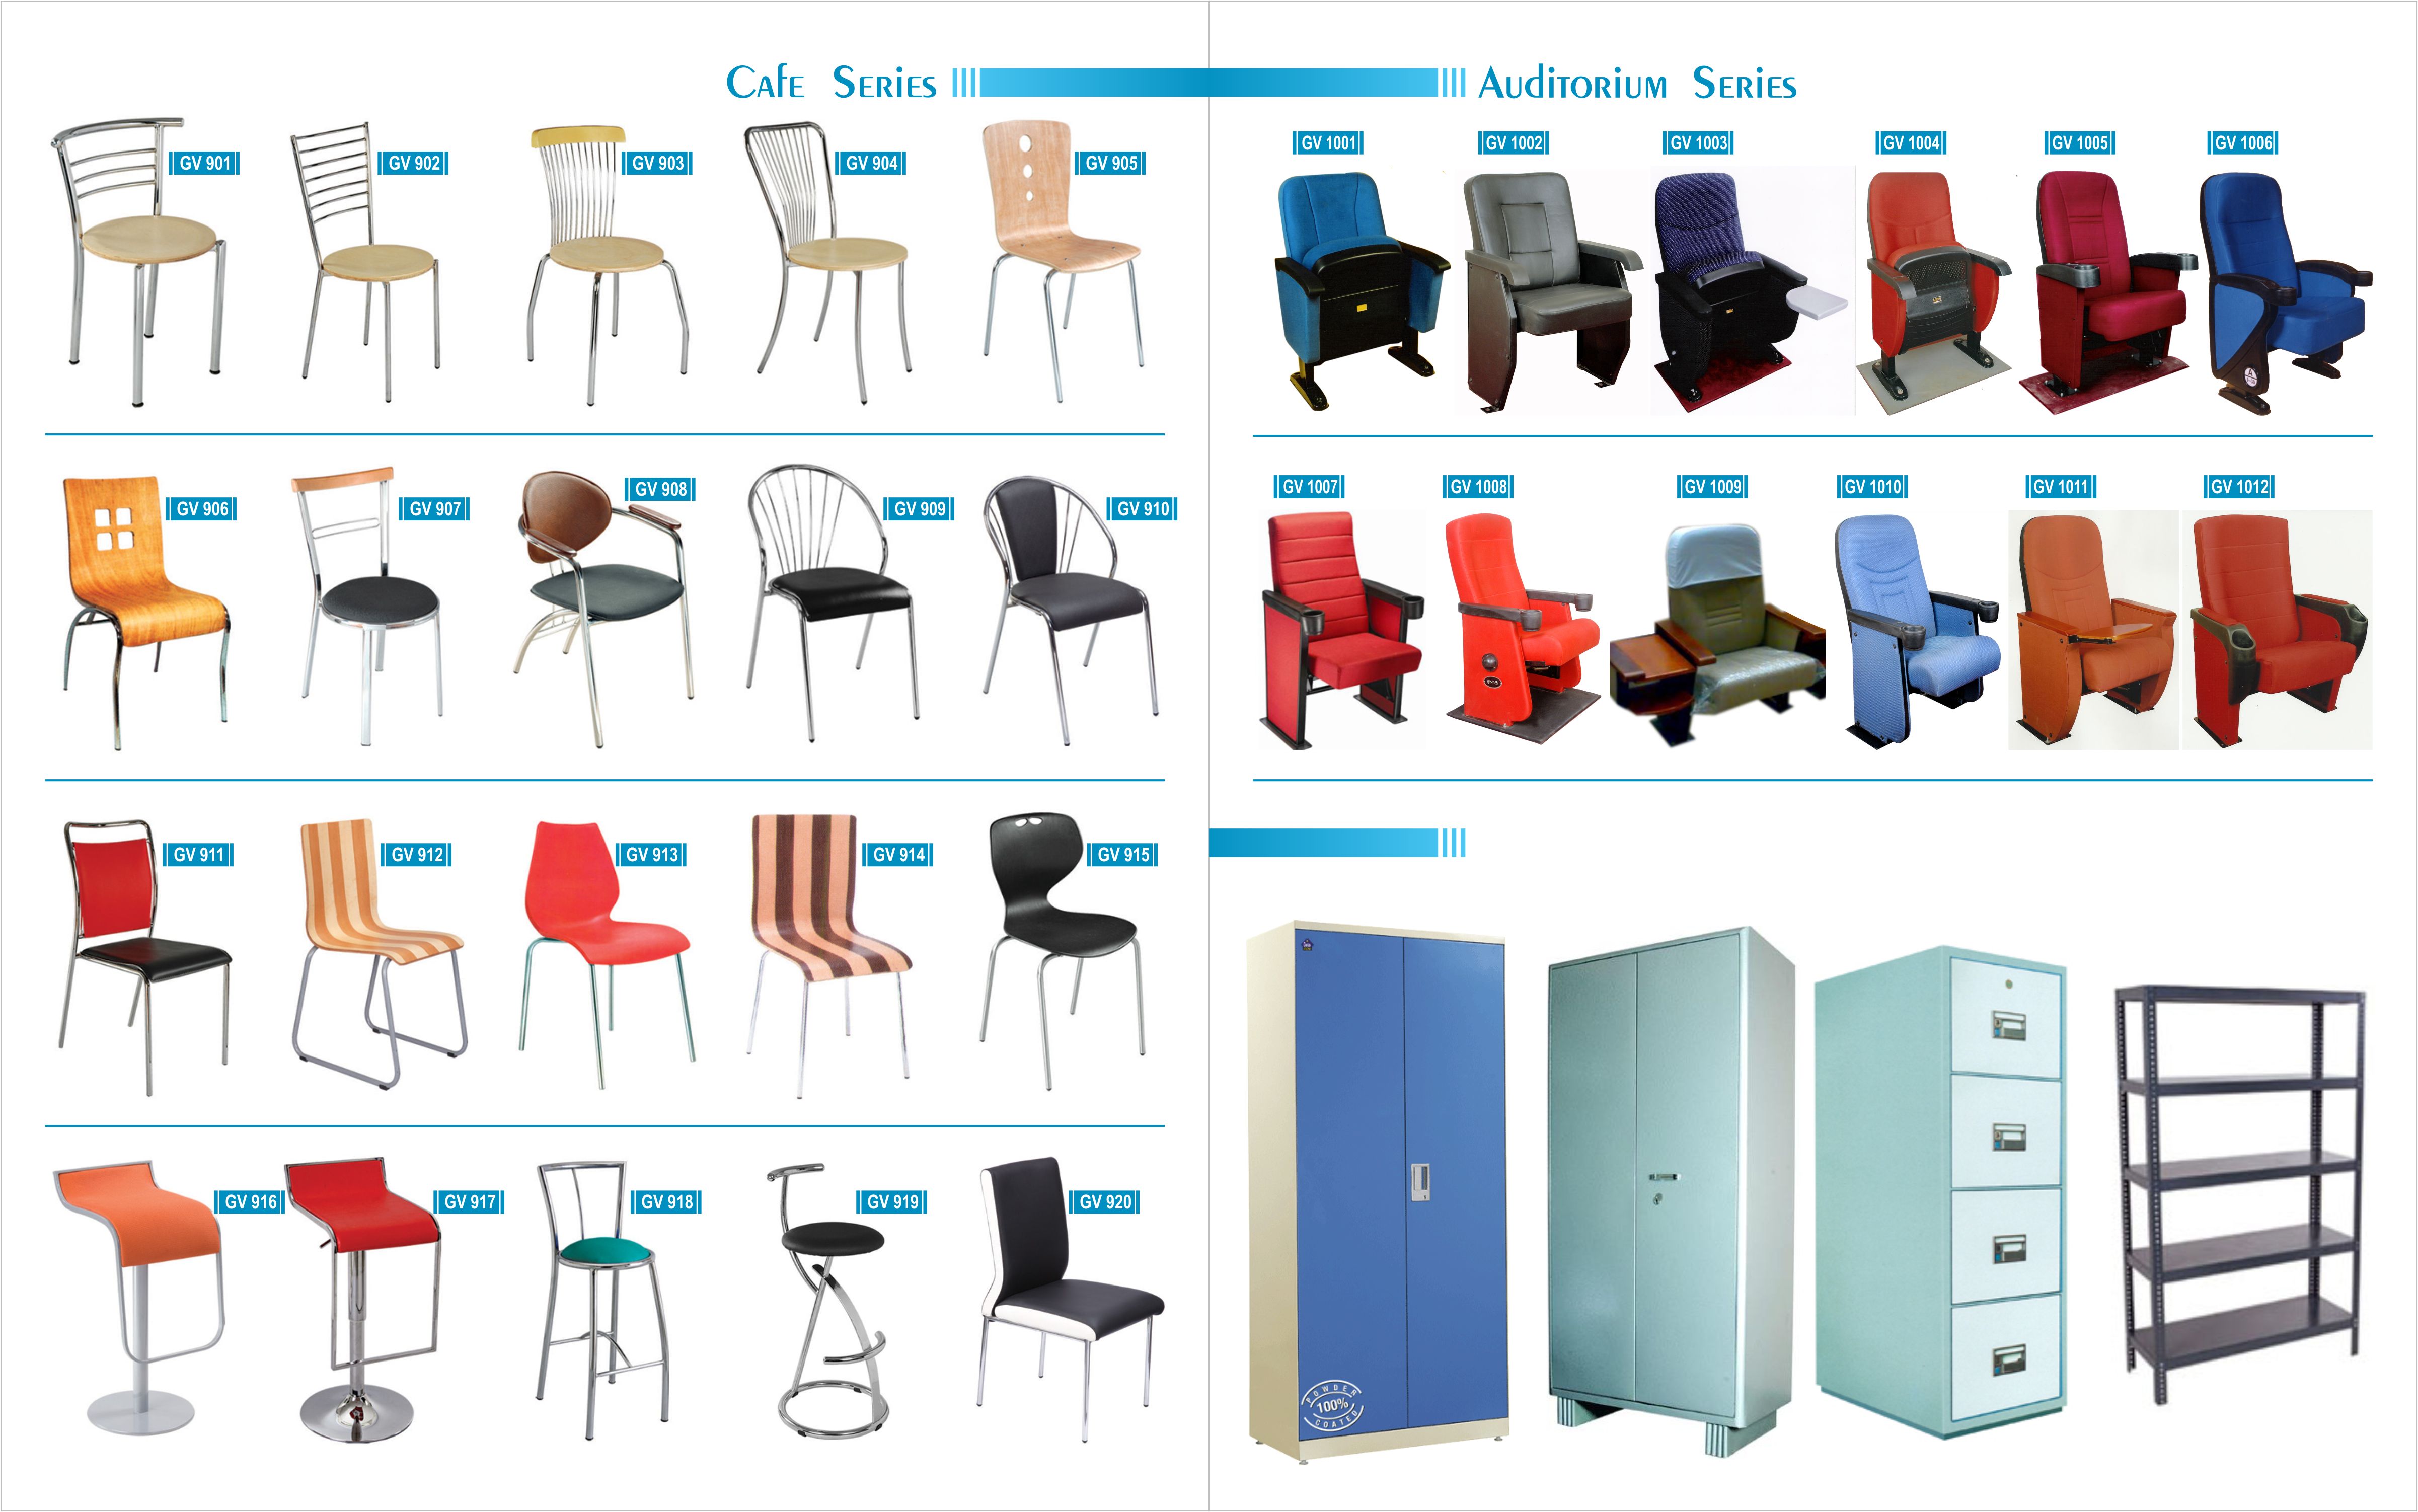 Cafe Series
Auditorium Series
GV 901
GV 902
GV 903
GV 904
GV 905
GV 1001
GV 1002
GV 1003
GV 1004
GV 1005
GV 1006
GV 906
GV 907
GV 908
GV 909
GV 910
GV 1007
GV 1008
GV 1009
GV 1010
GV 1011
GV 1012
GV 911
GV 912
GV 913
GV 914
GV 915
GV 916
GV 917
GV 918
GV 919
GV 920
POWDER
100%
COATED